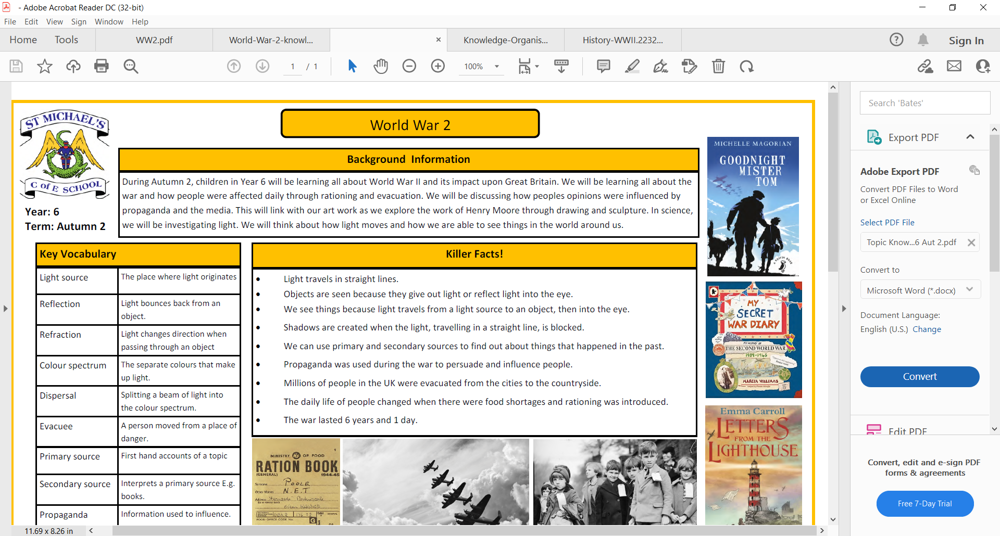 - Adobe Acrobat Reader DC (32-bit)
File Edit View Sign Window Help
Home Tools WW2.pdf World-War-2-knowl... Knowledge-Organis... History-WWII.2232... Sign In
1 / 1 100%
Search 'Bates'
Export PDF
Adobe Export PDF
Convert PDF Files to Word
or Excel Online
Select PDF File
Topic Know...6 Aut 2.pdf
Convert to
Microsoft Word (*.docx)
Document Language:
English (U.S.) Change
Convert
Edit PDF
Convert, edit and e-sign PDF
forms & agreements
Free 7-Day Trial
ST MICHAEL'S
C of E SCHOOL
Year: 6
Term: Autumn 2
World War 2
Background Information
During Autumn 2, children in Year 6 will be learning all about World War II and its impact upon Great Britain. We will be learning all about the
war and how people were affected daily through rationing and evacuation. We will be discussing how peoples opinions were influenced by
propaganda and the media. This will link with our art work as we explore the work of Henry Moore through drawing and sculpture. In science,
we will be investigating light. We will think about how light moves and how we are able to see things in the world around us.
Key Vocabulary
Light source The place where light originates
Reflection Light bounces back from an
object.
Refraction Light changes direction when
passing through an object
Colour spectrum The separate colours that make
up light.
Dispersal Splitting a beam of light into
the colour spectrum.
Evacuee A person moved from a place of
danger.
Primary source First hand accounts of a topic
Secondary source Interprets a primary source E.g.
books.
Propaganda Information used to influence.
Killer Facts!
• Light travels in straight lines.
• Objects are seen because they give out light or reflect light into the eye.
• We see things because light travels from a light source to an object, then into the eye.
• Shadows are created when the light, travelling in a straight line, is blocked.
• We can use primary and secondary sources to find out about things that happened in the past.
• Propaganda was used during the war to persuade and influence people.
• Millions of people in the UK were evacuated from the cities to the countryside.
• The daily life of people changed when there were food shortages and rationing was introduced.
• The war lasted 6 years and 1 day.
MINISTRY MF OF FOOD
RATION BOOK
(GENERAL) 1944-45
Surname POOLE
Other Names N.E.T
Address
FOOD OFFICE CODE No.
G
MICHELLE MAGORIAN
GOODNIGHT
MISTER
TOM
A PUFFIN BOOK
MY
SECRET
WAR DIARY
MY HISTORY OF
THE SECOND WORLD WAR
1939-1945
MARCIA WILLIAMS
Emma Carroll
LETTERS
FROM THE
LIGHTHOUSE
11.69 x 8.26 in